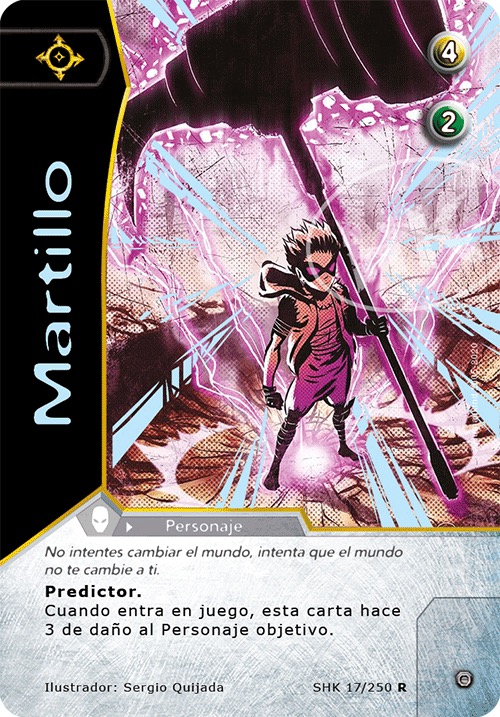 4
2
Martillo
Personaje
No intentes cambiar el mundo, intenta que el mundo
no te cambie a ti.
Predictor.
Cuando entra en juego, esta carta hace
3 de daño al Personaje objetivo.
Ilustrador: Sergio Quijada
SHK 17/250 R